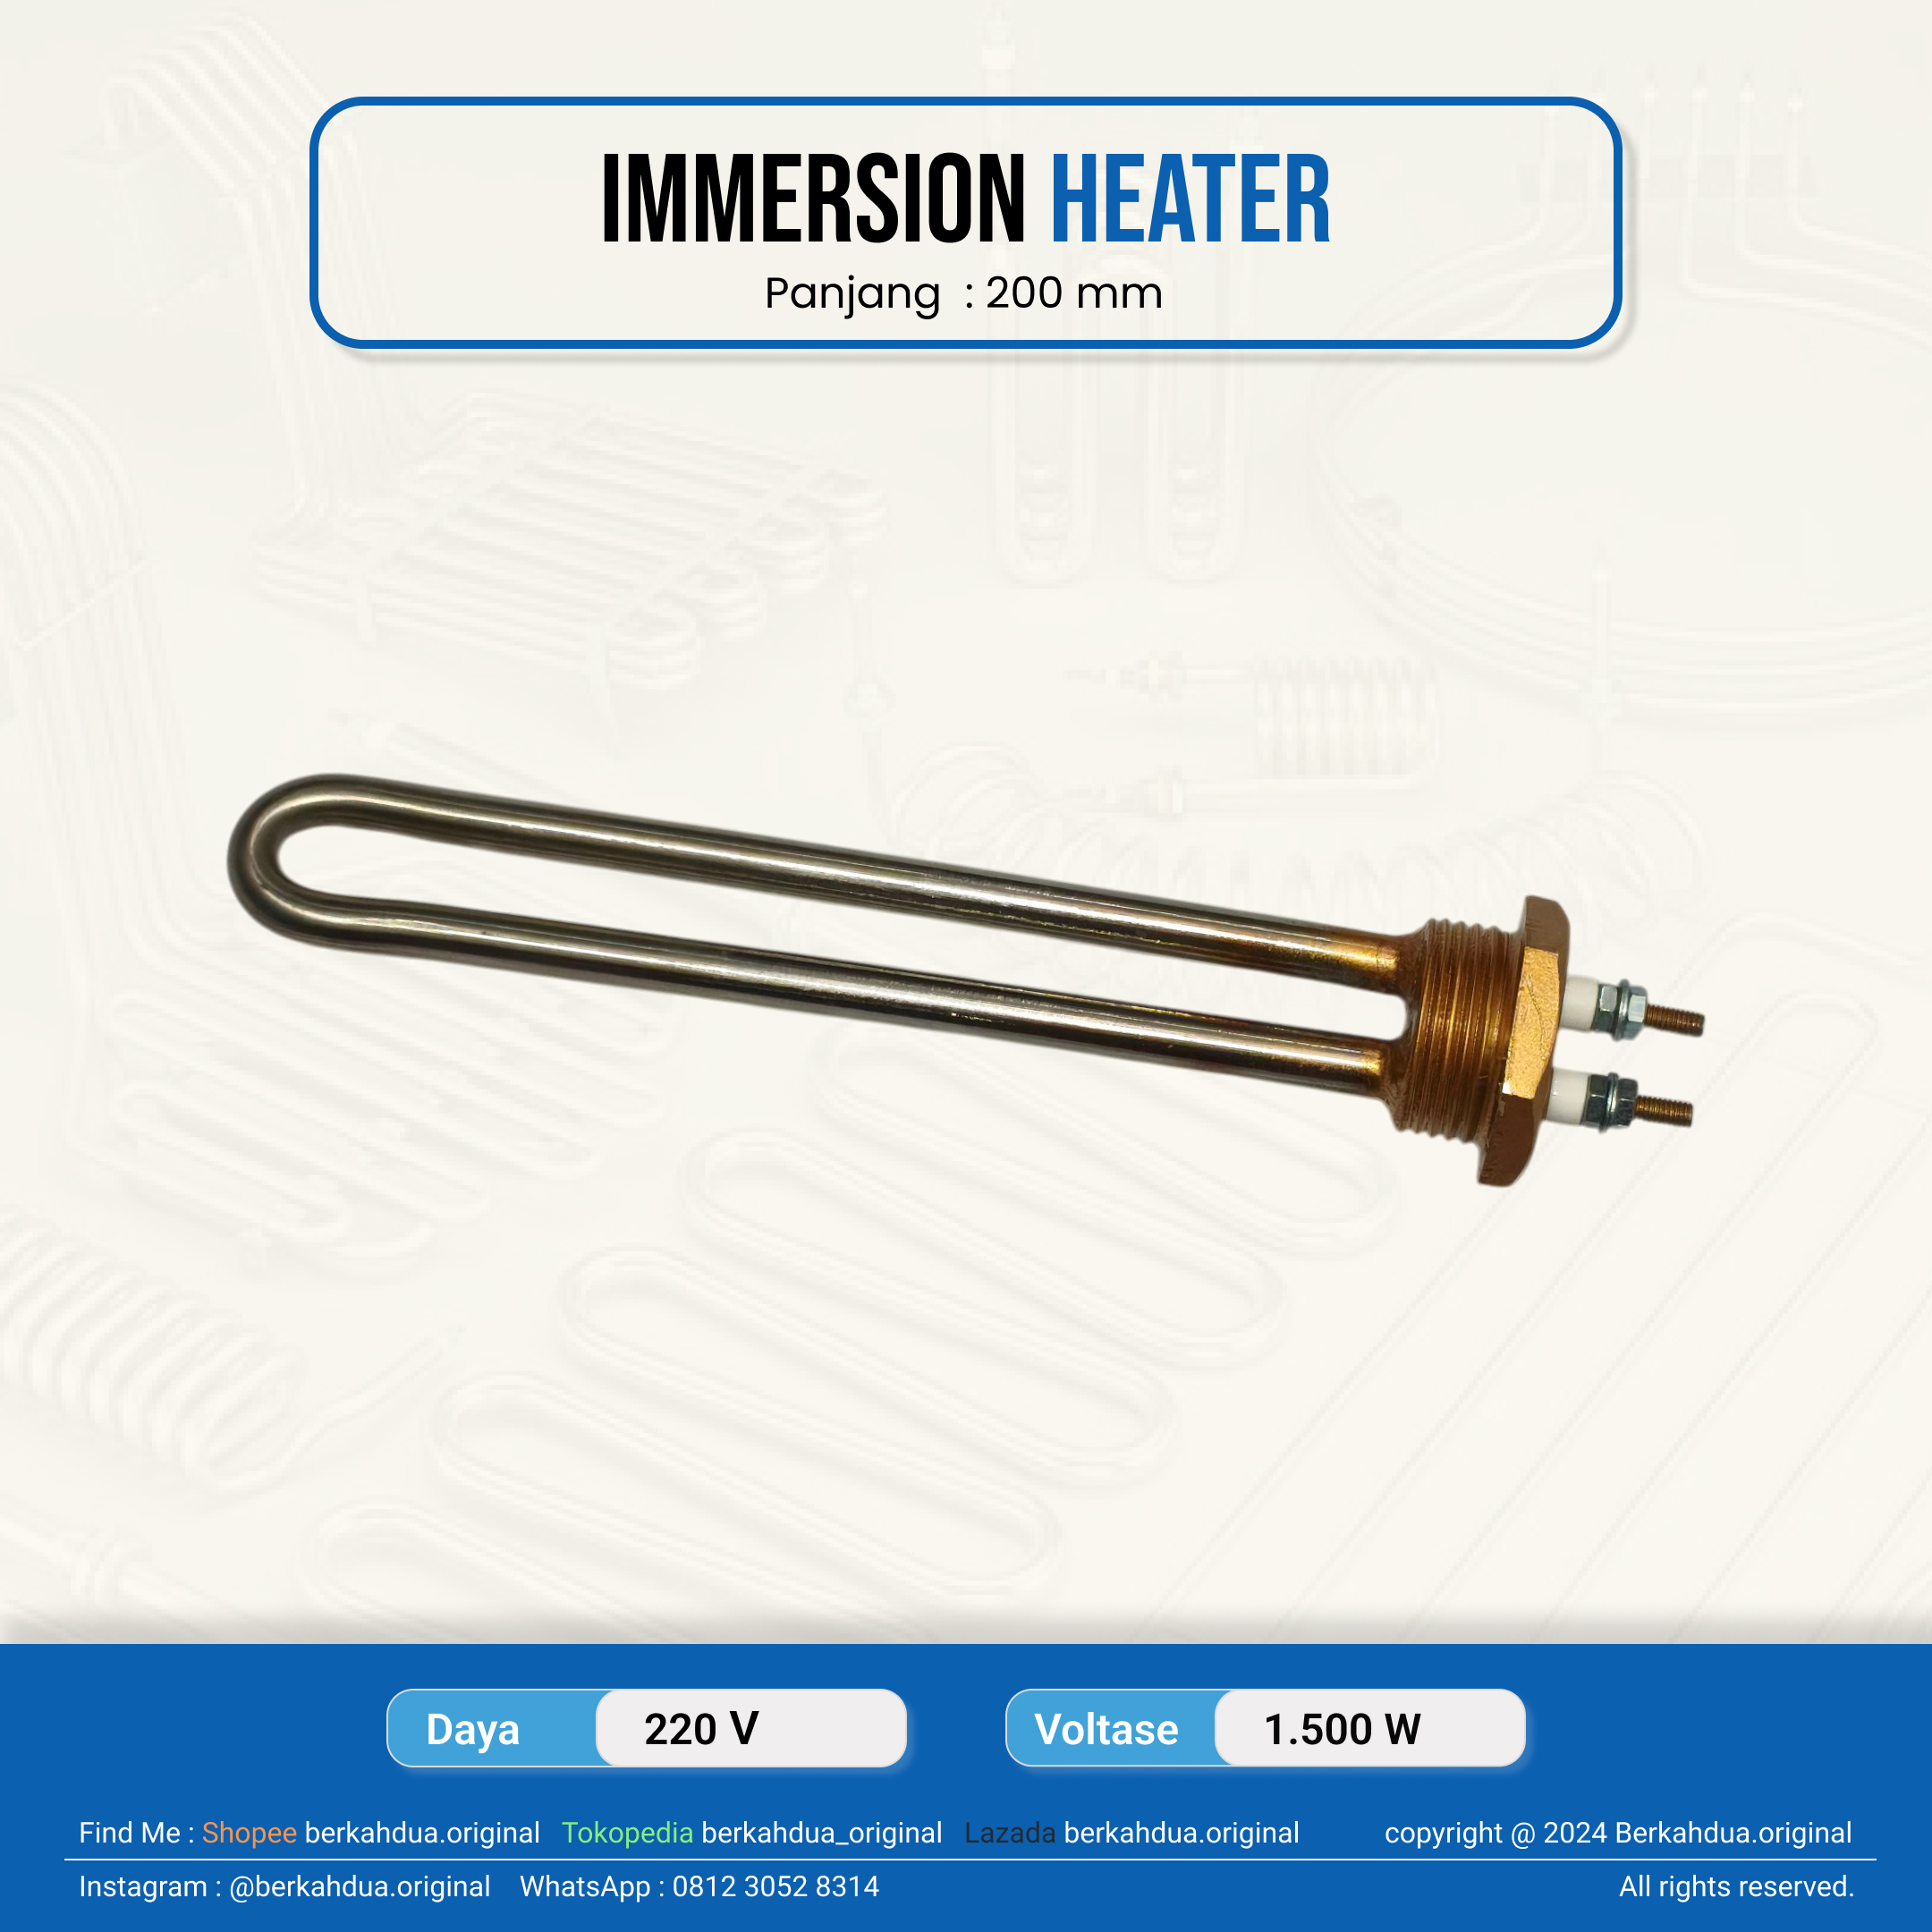 IMMERSION HEATER
Panjang : 200 mm
Daya 220 V
Voltase 1.500 W
Find Me : Shopee berkahdua.original Tokopedia berkahdua_original Lazada berkahdua.original copyright @ 2024 Berkahdua.original
Instagram : @berkahdua.original WhatsApp : 0812 3052 8314 All rights reserved.